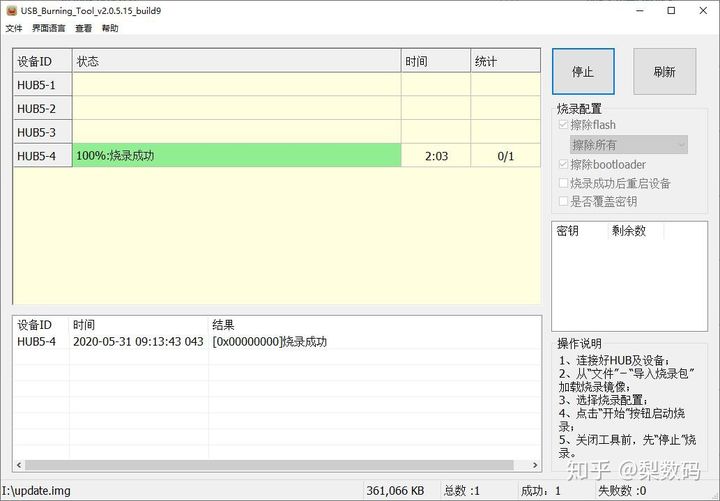 USB_Burning_Tool_v2.0.5.15_build9
文件 界面语言 查看 帮助
设备ID 状态 时间 统计
HUB5-1
HUB5-2
HUB5-3
HUB5-4 100%:烧录成功 2:03 0/1
停止 刷新
烧录配置
擦除flash
擦除所有
擦除bootloader
烧录成功后重启设备
是否覆盖密钥
密钥 剩余数
设备ID 时间 结果
HUB5-4 2020-05-31 09:13:43 043 [0x00000000]烧录成功
操作说明
1、连接好HUB及设备;
2、从“文件”-“导入烧录包”
加载烧录镜像;
3、选择烧录配置;
4、点击“开始”按钮启动烧
录;
5、关闭工具前，先“停止”烧
录。
知乎 @梨数码
I:\update.img 361,066 KB 总数 :1 成功：1 失败数 :0